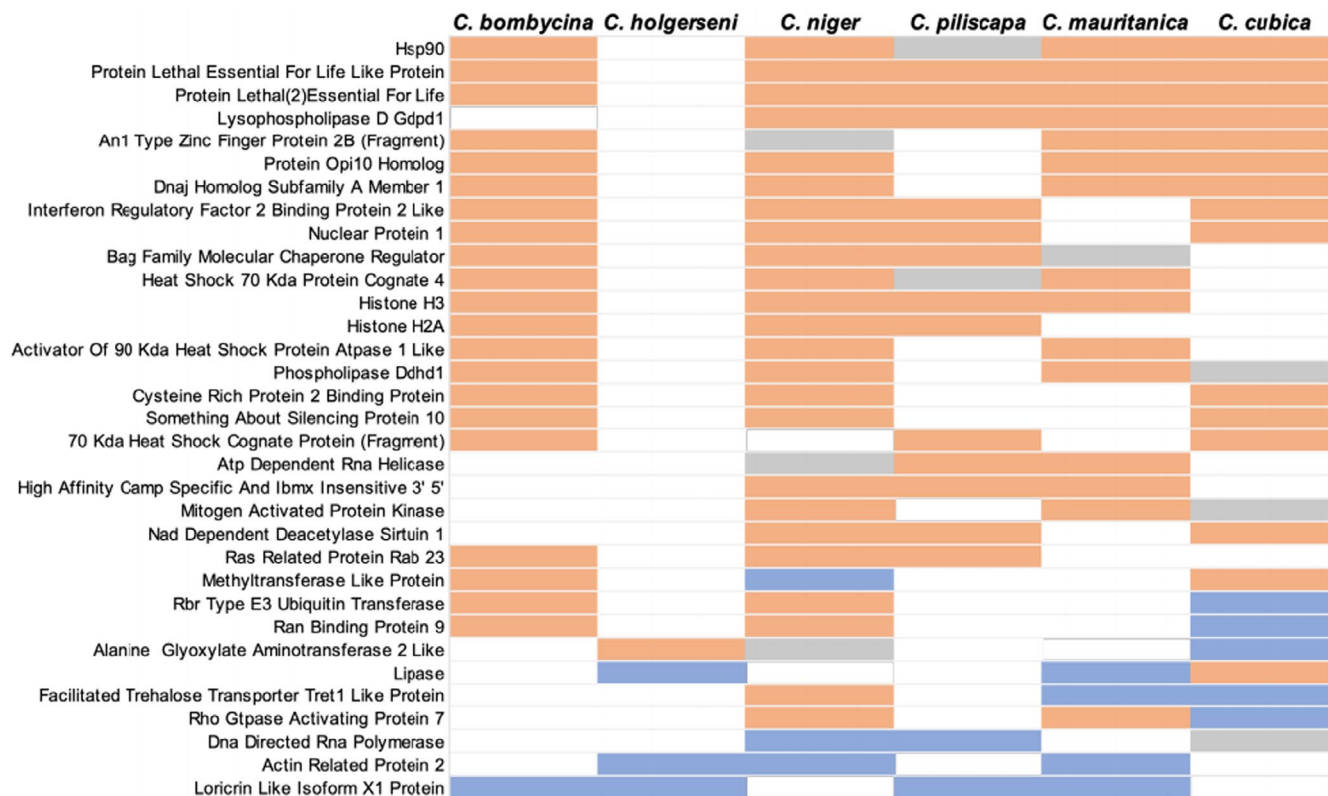 C. bombycina C. holgerseni C. niger C. piliscapa C. mauritanica C. cubica
Hsp90
Protein Lethal Essential For Life Like Protein
Protein Lethal(2)Essential For Life
Lysophospholipase D Gdpd1
An1 Type Zinc Finger Protein 2B (Fragment)
Protein Opi10 Homolog
Dnaj Homolog Subfamily A Member 1
Interferon Regulatory Factor 2 Binding Protein 2 Like
Nuclear Protein 1
Bag Family Molecular Chaperone Regulator
Heat Shock 70 Kda Protein Cognate 4
Histone H3
Histone H2A
Activator Of 90 Kda Heat Shock Protein Atpase 1 Like
Phospholipase Ddhd1
Cysteine Rich Protein 2 Binding Protein
Something About Silencing Protein 10
70 Kda Heat Shock Cognate Protein (Fragment)
Atp Dependent Rna Helicase
High Affinity Camp Specific And Ibmx Insensitive 3' 5'
Mitogen Activated Protein Kinase
Nad Dependent Deacetylase Sirtuin 1
Ras Related Protein Rab 23
Methyltransferase Like Protein
Rbr Type E3 Ubiquitin Transferase
Ran Binding Protein 9
Alanine Glyoxylate Aminotransferase 2 Like
Lipase
Facilitated Trehalose Transporter Tret1 Like Protein
Rho Gtpase Activating Protein 7
Dna Directed Rna Polymerase
Actin Related Protein 2
Loricrin Like Isoform X1 Protein